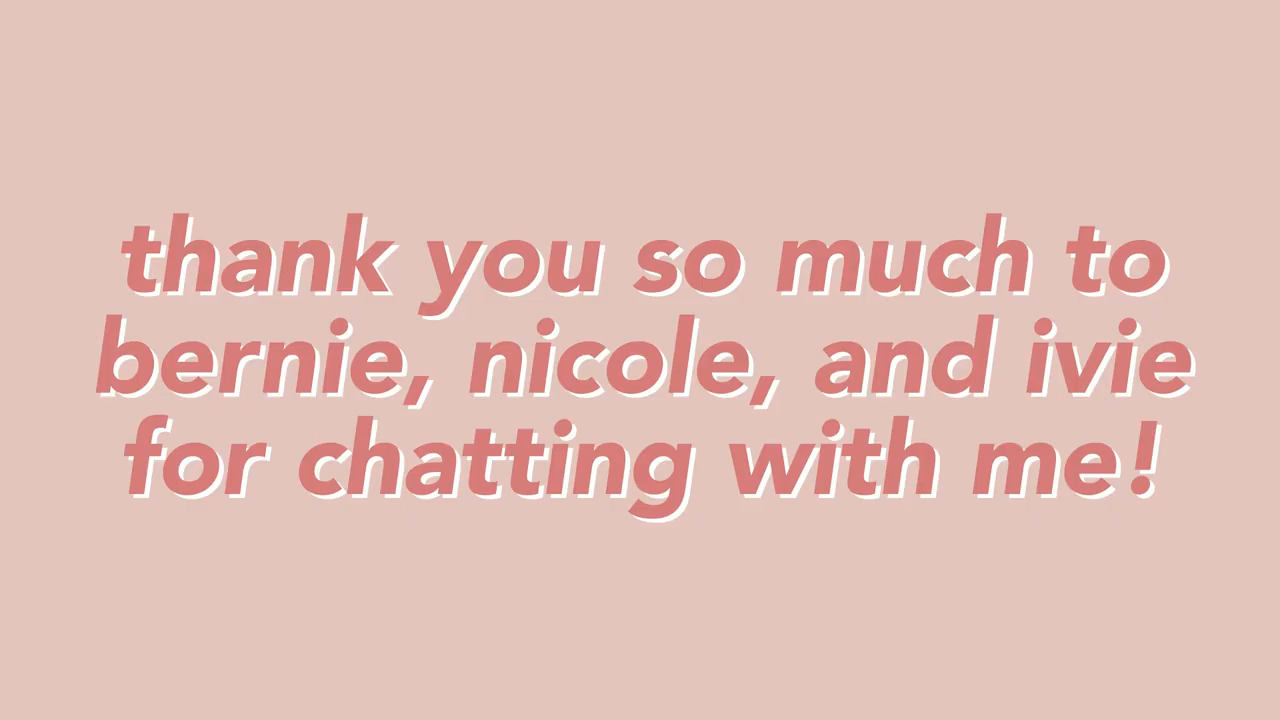 thank you so much to
bernie, nicole, and ivie
for chatting with me!